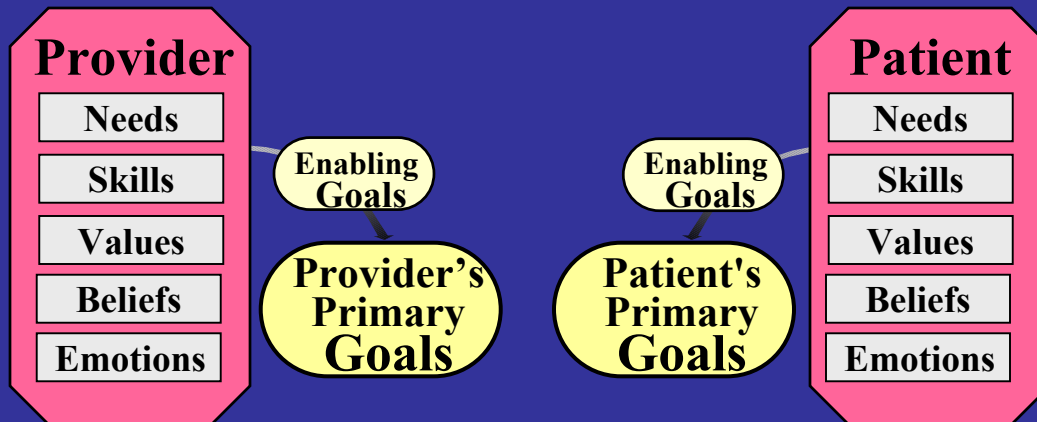 Provider
Needs
Skills
Values
Beliefs
Emotions
Enabling
Goals
Provider’s
Primary
Goals
Enabling
Goals
Patient's
Primary
Goals
Patient
Needs
Skills
Values
Beliefs
Emotions